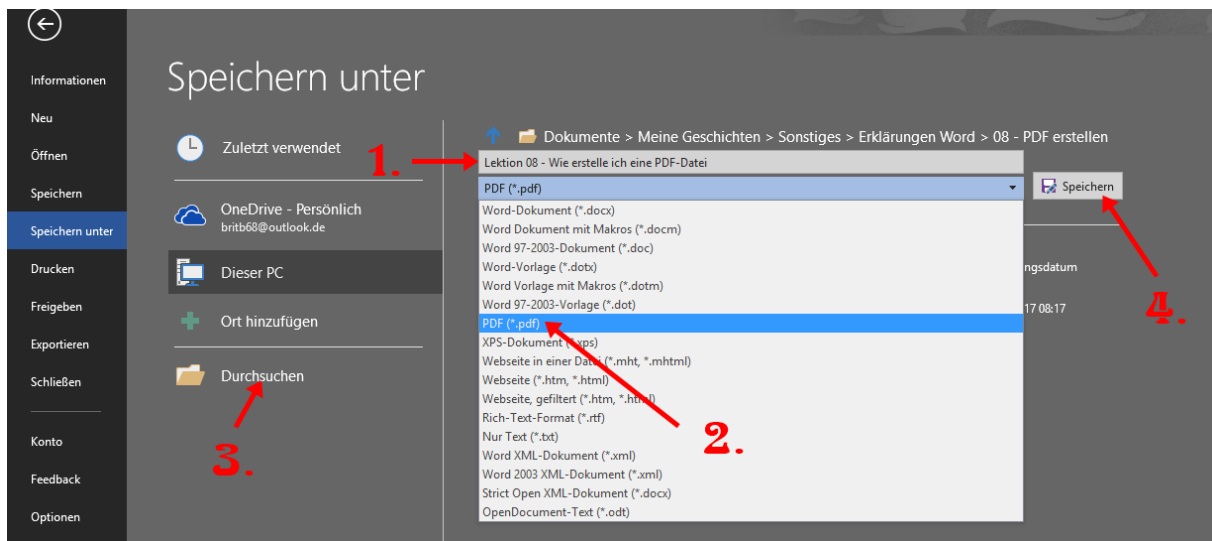 Informationen
Neu
Öffnen
Speichern
Speichern unter
Drucken
Freigeben
Exportieren
Schließen
Konto
Feedback
Optionen
Speichern unter
Zuletzt verwendet
OneDrive - Persönlich
britb68@outlook.de
Dieser PC
Ort hinzufügen
Durchsuchen
3.
1.
Dokumente > Meine Geschichten > Sonstiges > Erklärungen Word > 08 - PDF erstellen
Lektion 08 - Wie erstelle ich eine PDF-Datei
PDF (*.pdf)
Speichern
Word-Dokument (*.docx)
Word Dokument mit Makros (*.docm)
Word 97-2003-Dokument (*.doc)
Word-Vorlage (*.dotx)
Word Vorlage mit Makros (*.dotm)
Word 97-2003-Vorlage (*.dot)
PDF (*.pdf)
XPS-Dokument (*.xps)
Webseite in einer Datei (*.mht, *.mhtml)
Webseite (*.htm, *.html)
Webseite, gefiltert (*.htm, *.html)
Rich-Text-Format (*.rtf)
Nur Text (*.txt)
Word XML-Dokument (*.xml)
Word 2003 XML-Dokument (*.xml)
Strict Open XML-Dokument (*.docx)
OpenDocument-Text (*.odt)
2.
ngsdatum
17 08:17
4.